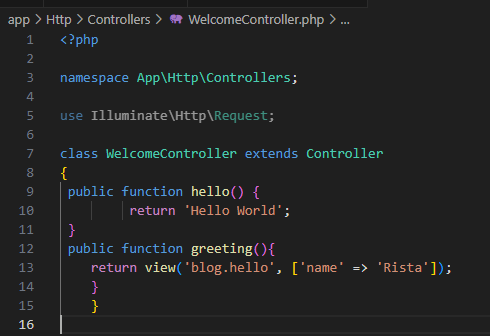 app > Http > Controllers > WelcomeController.php > ...
1 <?php
2
3 namespace App\Http\Controllers;
4
5 use Illuminate\Http\Request;
6
7 class WelcomeController extends Controller
8 {
9 public function hello() {
10 return 'Hello World';
11 }
12 public function greeting(){
13 return view('blog.hello', ['name' => 'Rista']);
14 }
15 }
16